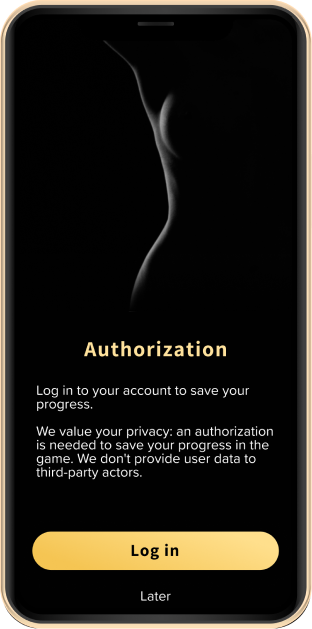 Authorization
Log in to your account to save your
progress.
We value your privacy: an authorization
is needed to save your progress in the
game. We don't provide user data to
third-party actors.
Log in
Later